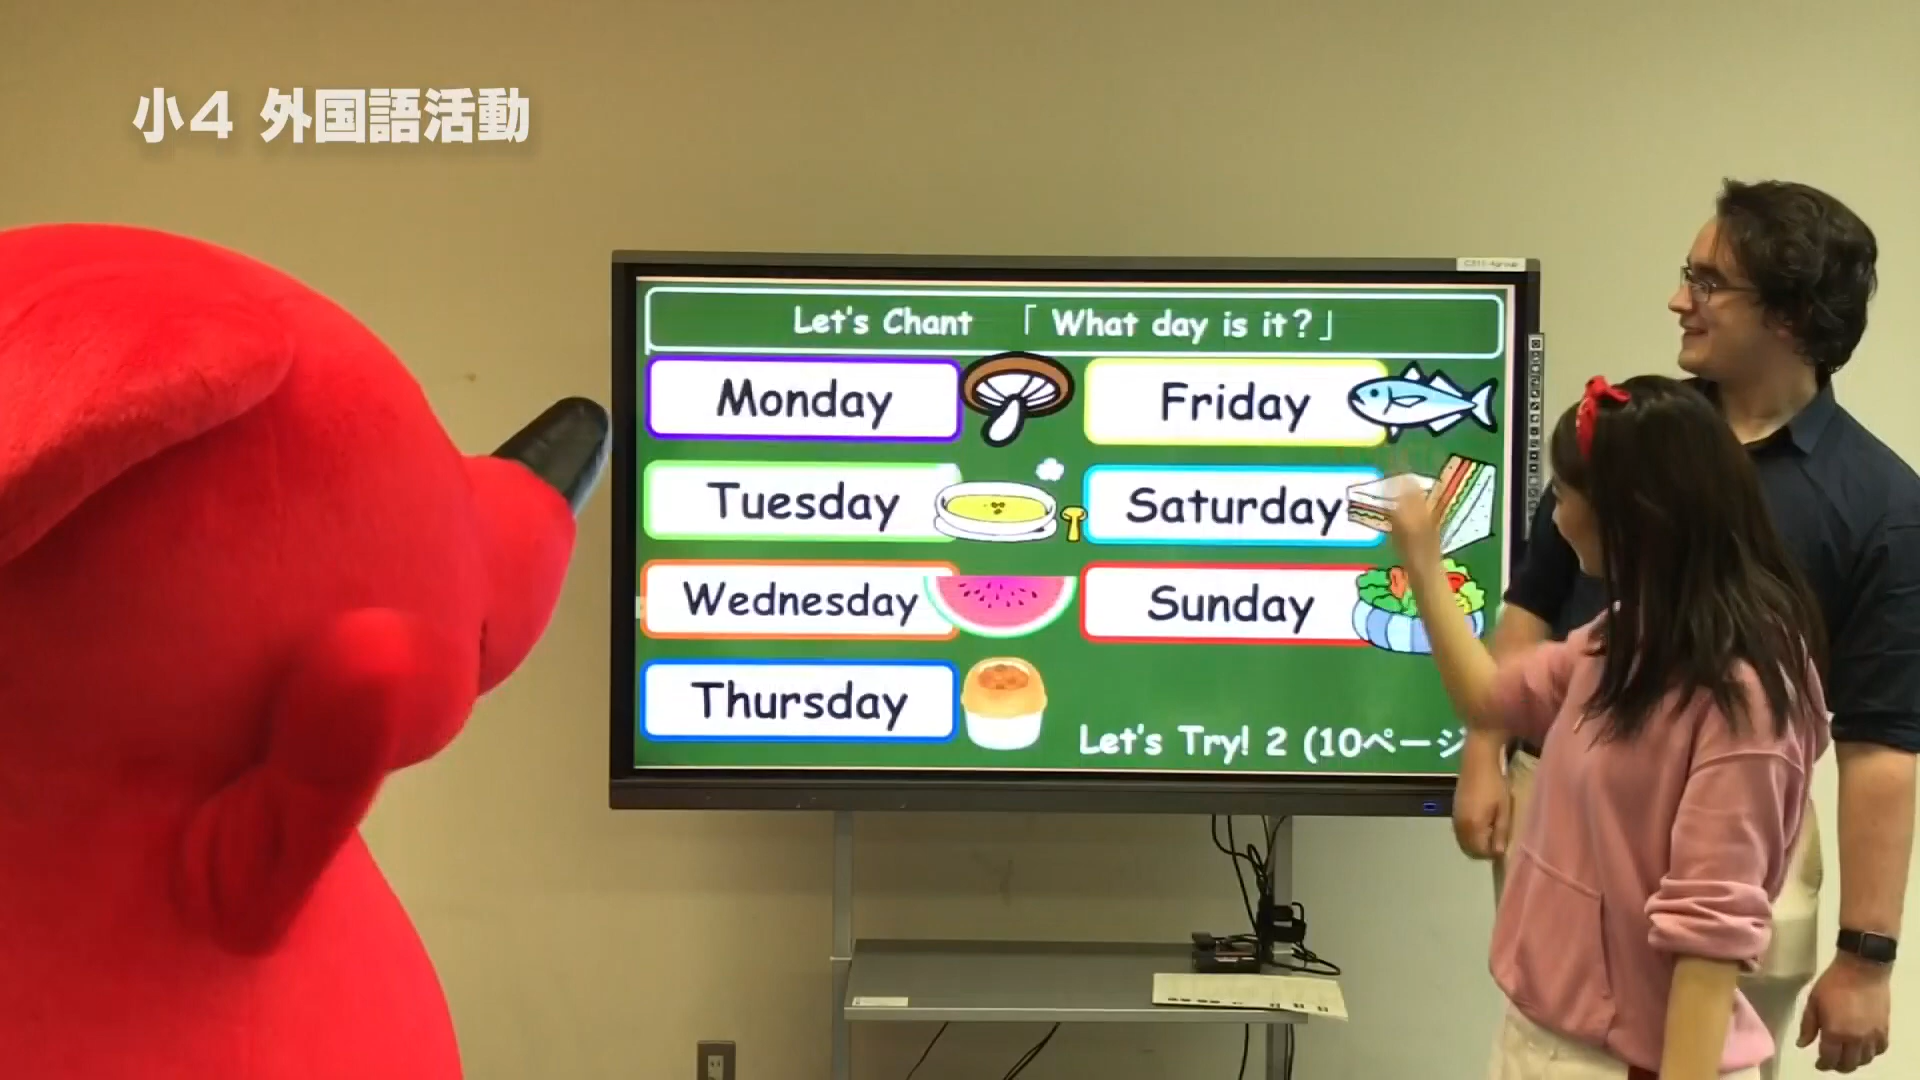 小4 外国語活動
Let's Chant 「What day is it?」
Monday
Tuesday
Wednesday
Thursday
Friday
Saturday
Sunday
Let's Try! 2 (10ページ